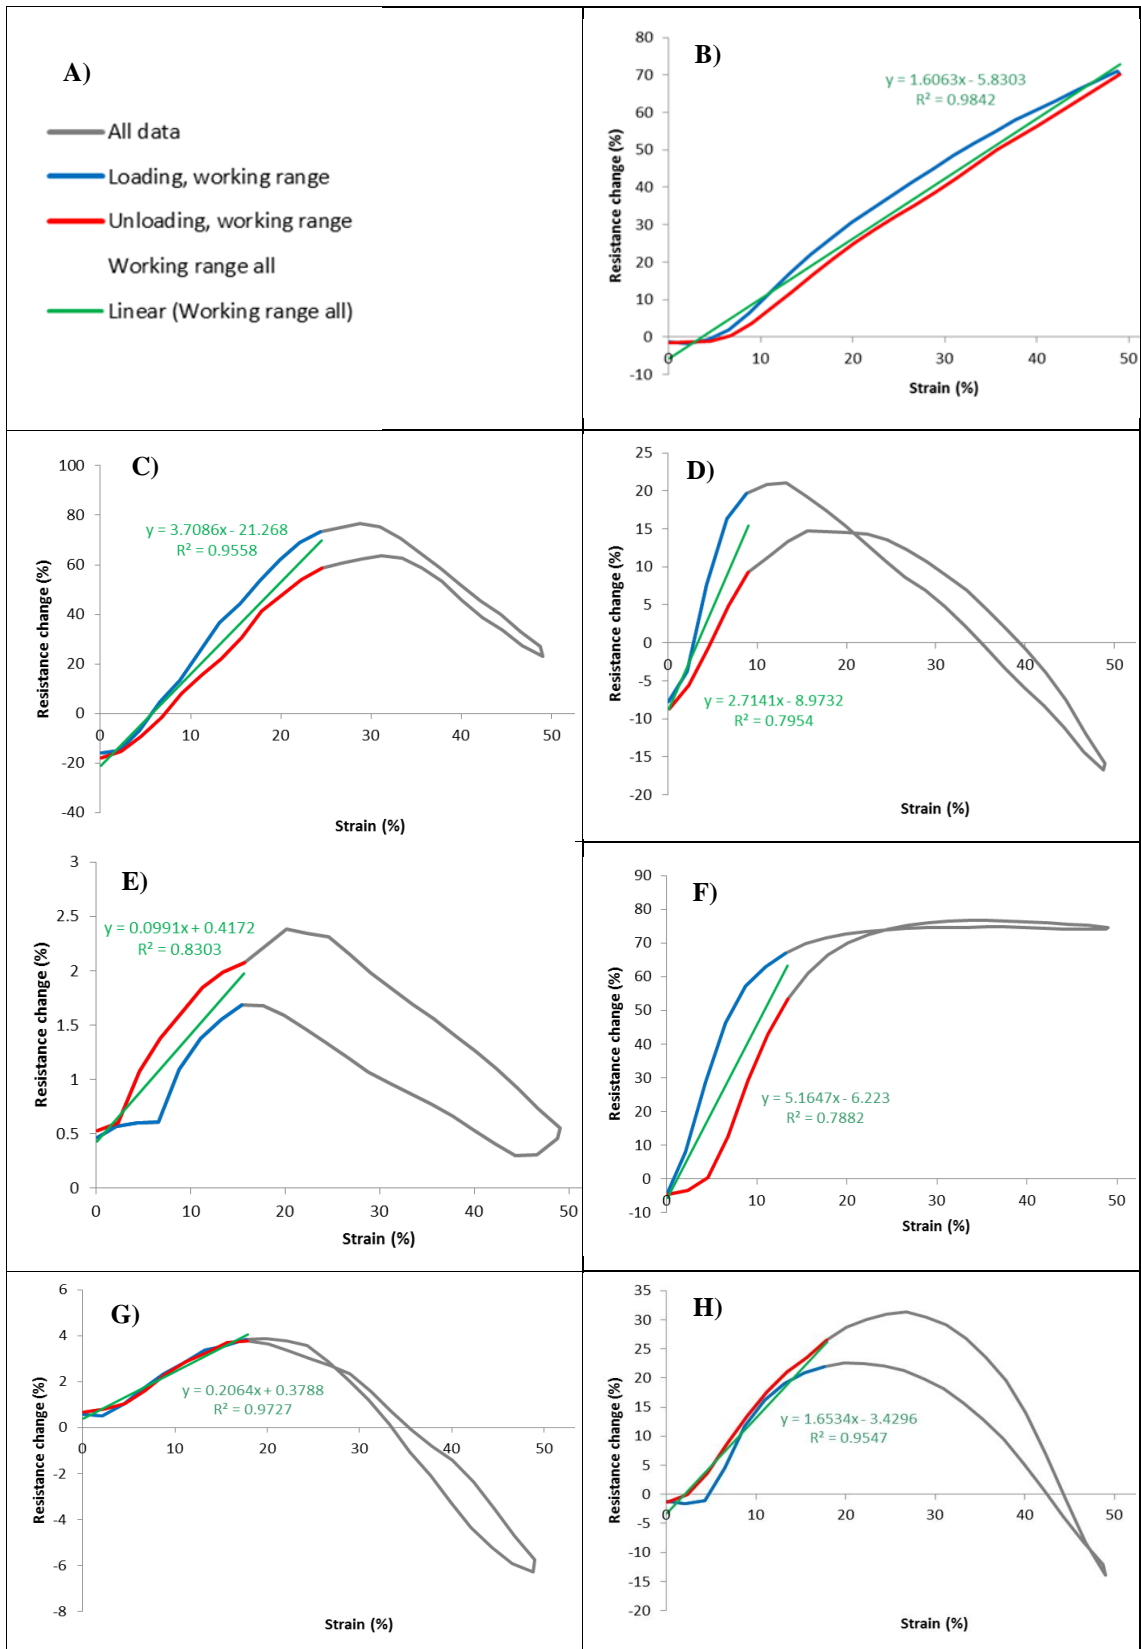 A)
All data
Loading, working range
Unloading, working range
Working range all
Linear (Working range all)
B)
80
70
60
50
40
30
20
10
0
-10
0
10
20
30
40
50
y = 1.6063x - 5.8303
R² = 0.9842
Resistance change (%)
Strain (%)
C)
100
80
60
40
20
0
-20
-40
0
10
20
30
40
50
y = 3.7086x - 21.268
R² = 0.9558
Resistance change (%)
Strain (%)
D)
25
20
15
10
5
0
-5
-10
-15
-20
0
10
20
30
40
50
y = 2.7141x - 8.9732
R² = 0.7954
Resistance change (%)
Strain (%)
E)
3
2.5
2
1.5
1
0.5
0
0
10
20
30
40
50
y = 0.0991x + 0.4172
R² = 0.8303
Resistance change (%)
Strain (%)
F)
90
80
70
60
50
40
30
20
10
0
-10
0
10
20
30
40
50
y = 5.1647x - 6.223
R² = 0.7882
Resistance change (%)
Strain (%)
G)
6
4
2
0
-2
-4
-6
-8
0
10
20
30
40
50
y = 0.2064x + 0.3788
R² = 0.9727
Resistance change (%)
Strain (%)
H)
35
30
25
20
15
10
5
0
-5
-10
-15
-20
0
10
20
30
40
50
y = 1.6534x - 3.4296
R² = 0.9547
Resistance change (%)
Strain (%)